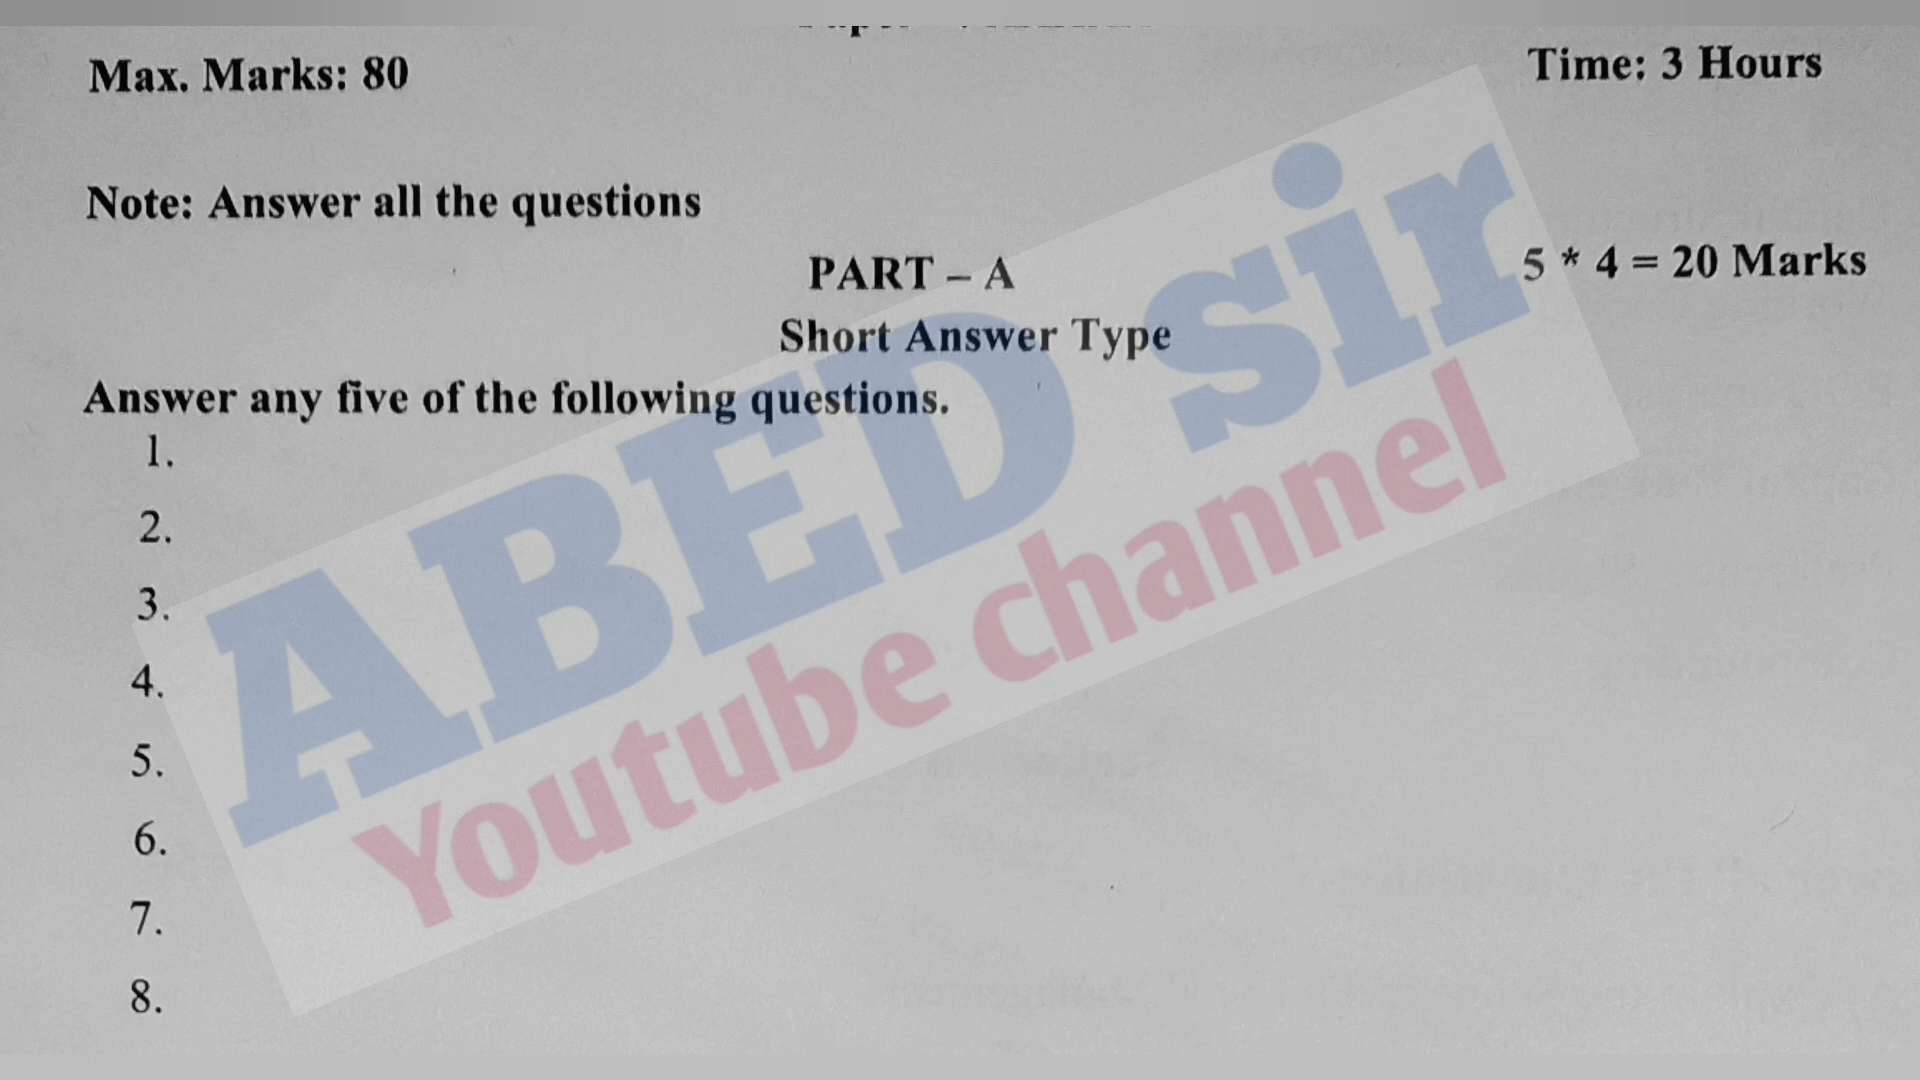 Max. Marks: 80
Time: 3 Hours
Note: Answer all the questions
PART – A
5 * 4 = 20 Marks
Short Answer Type
Answer any five of the following questions.
1.
2.
3.
4.
5.
6.
7.
8.
ABED sir
Youtube channel